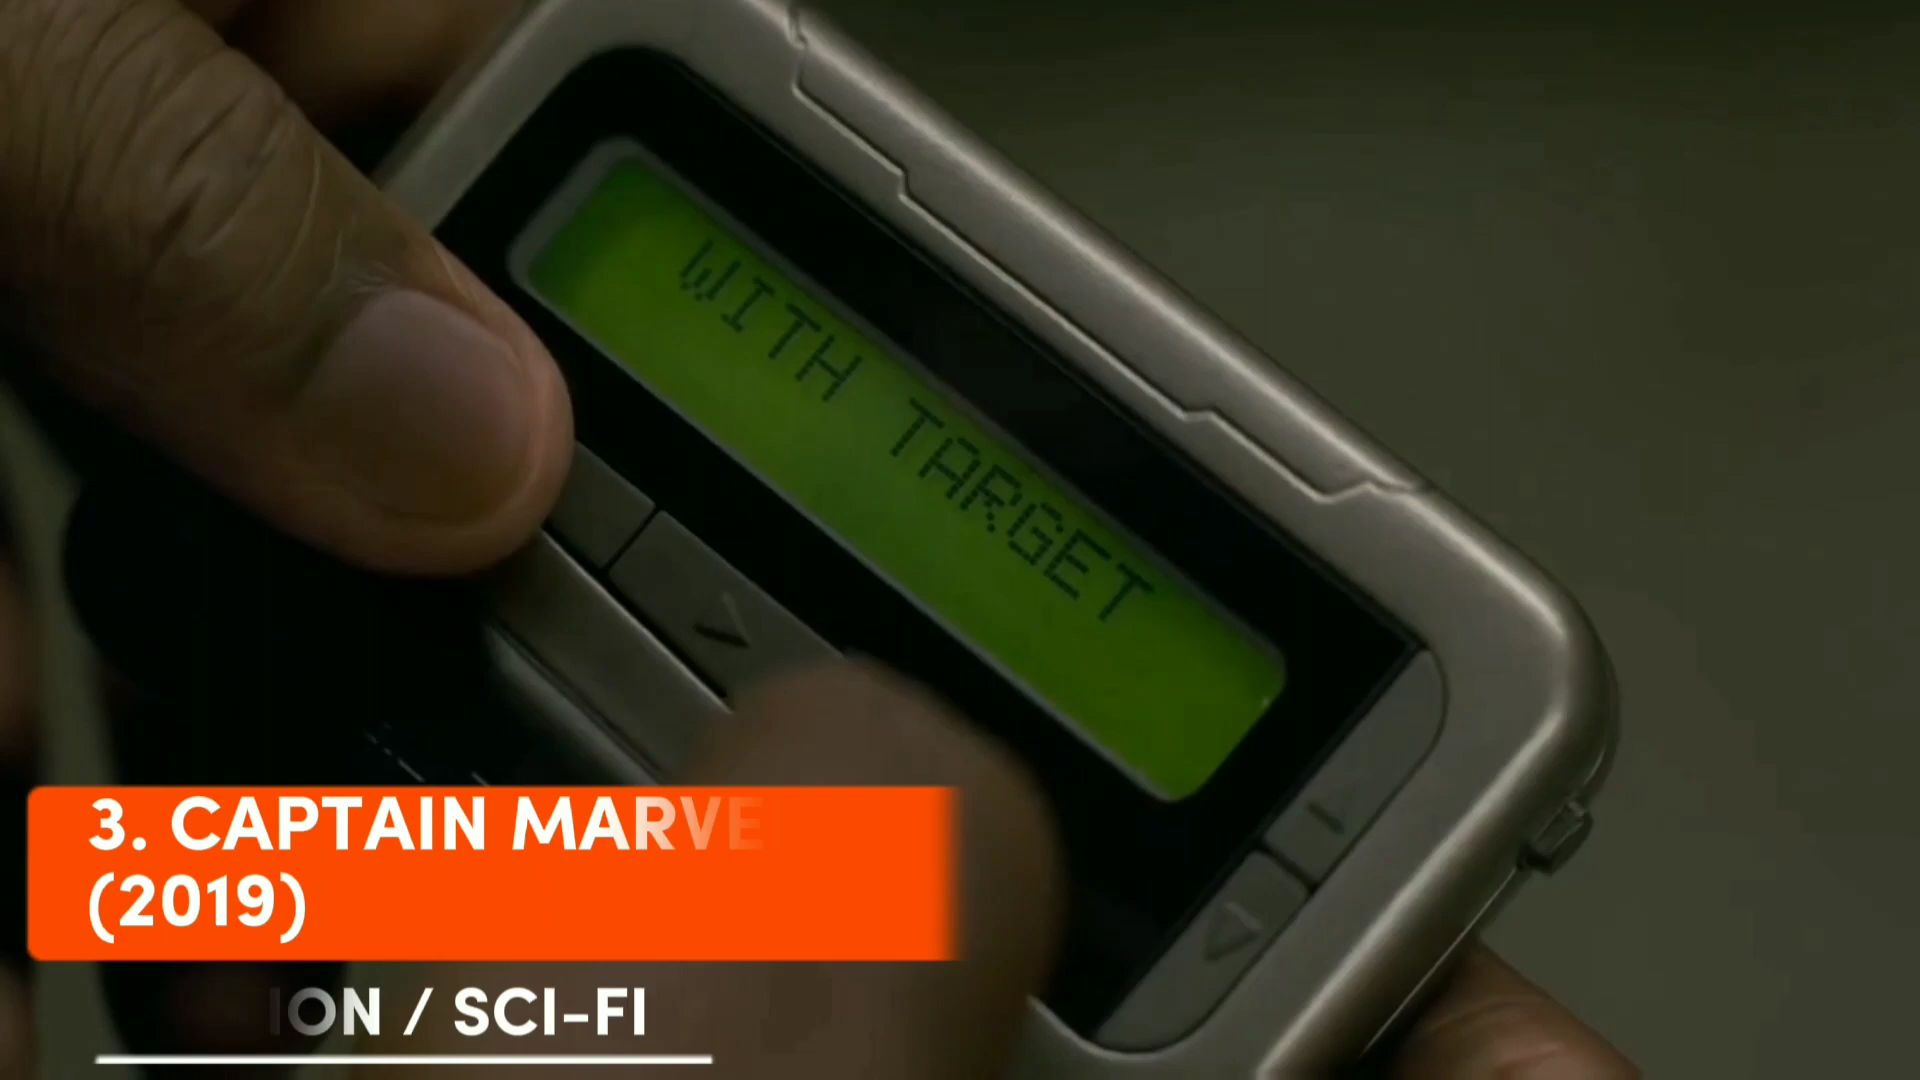 WITH TARGET
3. CAPTAIN MARVE
(2019)
ION / SCI-FI